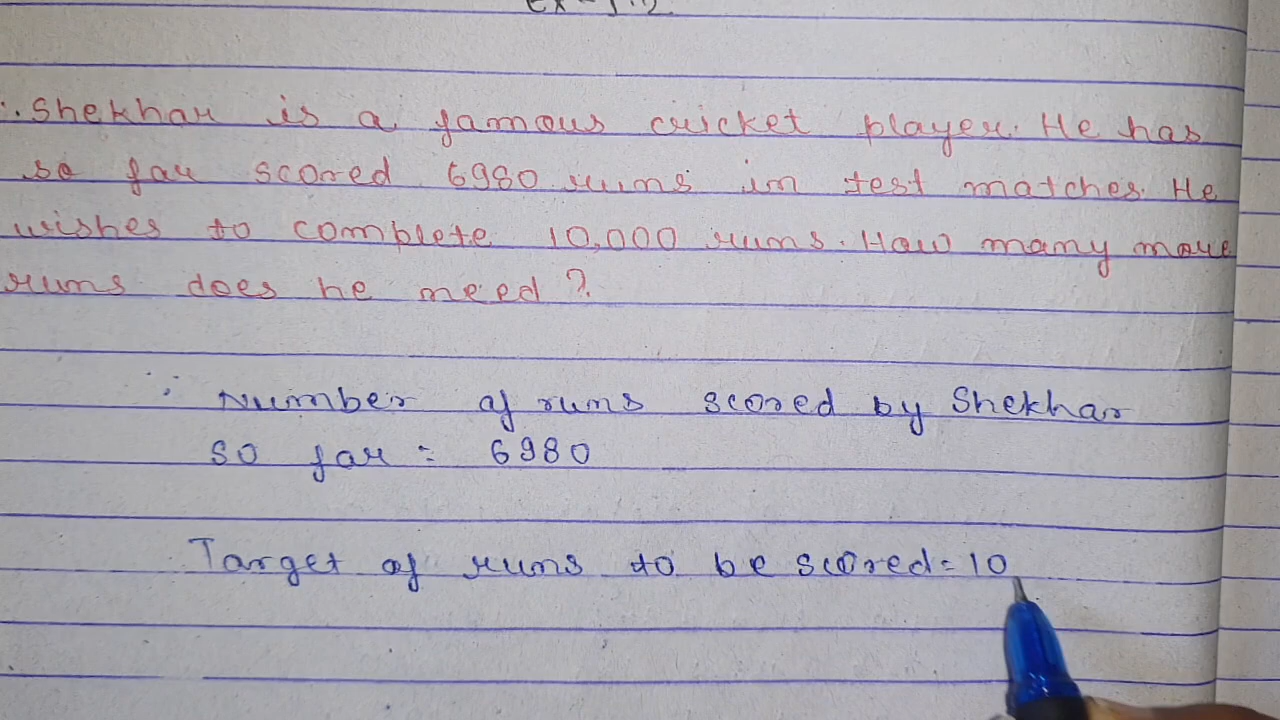 Shekhar is a famous cricket player. He has
so far scored 6980 runs in test matches. He
wishes to complete 10,000 runs. How many more
runs does he need?
∴ Number of runs scored by Shekhar
so far = 6980
Target of runs to be scored = 10